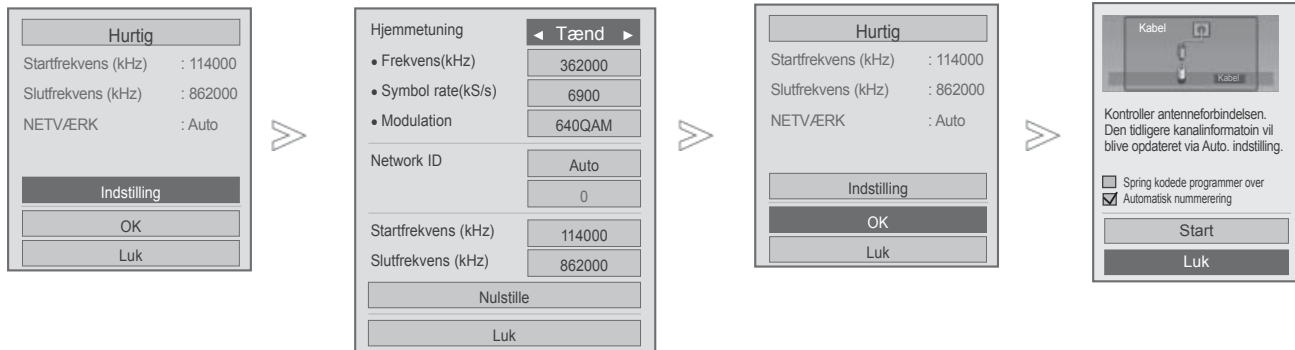 Hurtig
Startfrekvens (kHz) : 114000
Slutfrekvens (kHz) : 862000
NETVÆRK : Auto
Indstilling
OK
Luk
Hjemmetuning ◄ Tænd ►
• Frekvens(kHz) 362000
• Symbol rate(kS/s) 6900
• Modulation 640QAM
Network ID Auto
0
Startfrekvens (kHz) 114000
Slutfrekvens (kHz) 862000
Nulstille
Luk
Hurtig
Startfrekvens (kHz) : 114000
Slutfrekvens (kHz) : 862000
NETVÆRK : Auto
Indstilling
OK
Luk
Kabel
Kabel
Kontroller antenneforbindelsen.
Den tidligere kanalinformatoin vil
blive opdateret via Auto. indstilling.
Spring kodede programmer over
Automatisk nummerering
Start
Luk